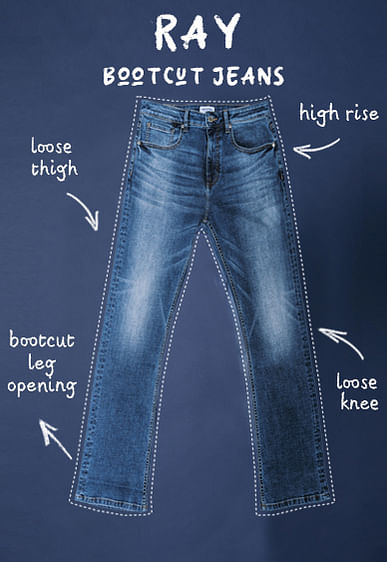 RAY
BOOTCUT JEANS
high rise
loose
thigh
bootcut
leg
opening
loose
knee